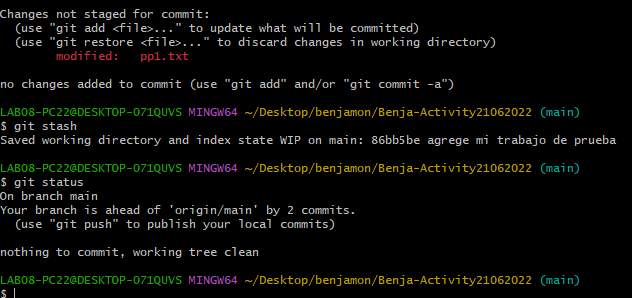 Changes not staged for commit:
  (use "git add <file>..." to update what will be committed)
  (use "git restore <file>..." to discard changes in working directory)
        modified:   pp1.txt

no changes added to commit (use "git add" and/or "git commit -a")

LAB08-PC22@DESKTOP-O71QUVS MINGW64 ~/Desktop/benjamon/Benja-Activity21062022 (main)
$ git stash
Saved working directory and index state WIP on main: 86bb5be agrege mi trabajo de prueba

LAB08-PC22@DESKTOP-O71QUVS MINGW64 ~/Desktop/benjamon/Benja-Activity21062022 (main)
$ git status
On branch main
Your branch is ahead of 'origin/main' by 2 commits.
  (use "git push" to publish your local commits)

nothing to commit, working tree clean

LAB08-PC22@DESKTOP-O71QUVS MINGW64 ~/Desktop/benjamon/Benja-Activity21062022 (main)
$